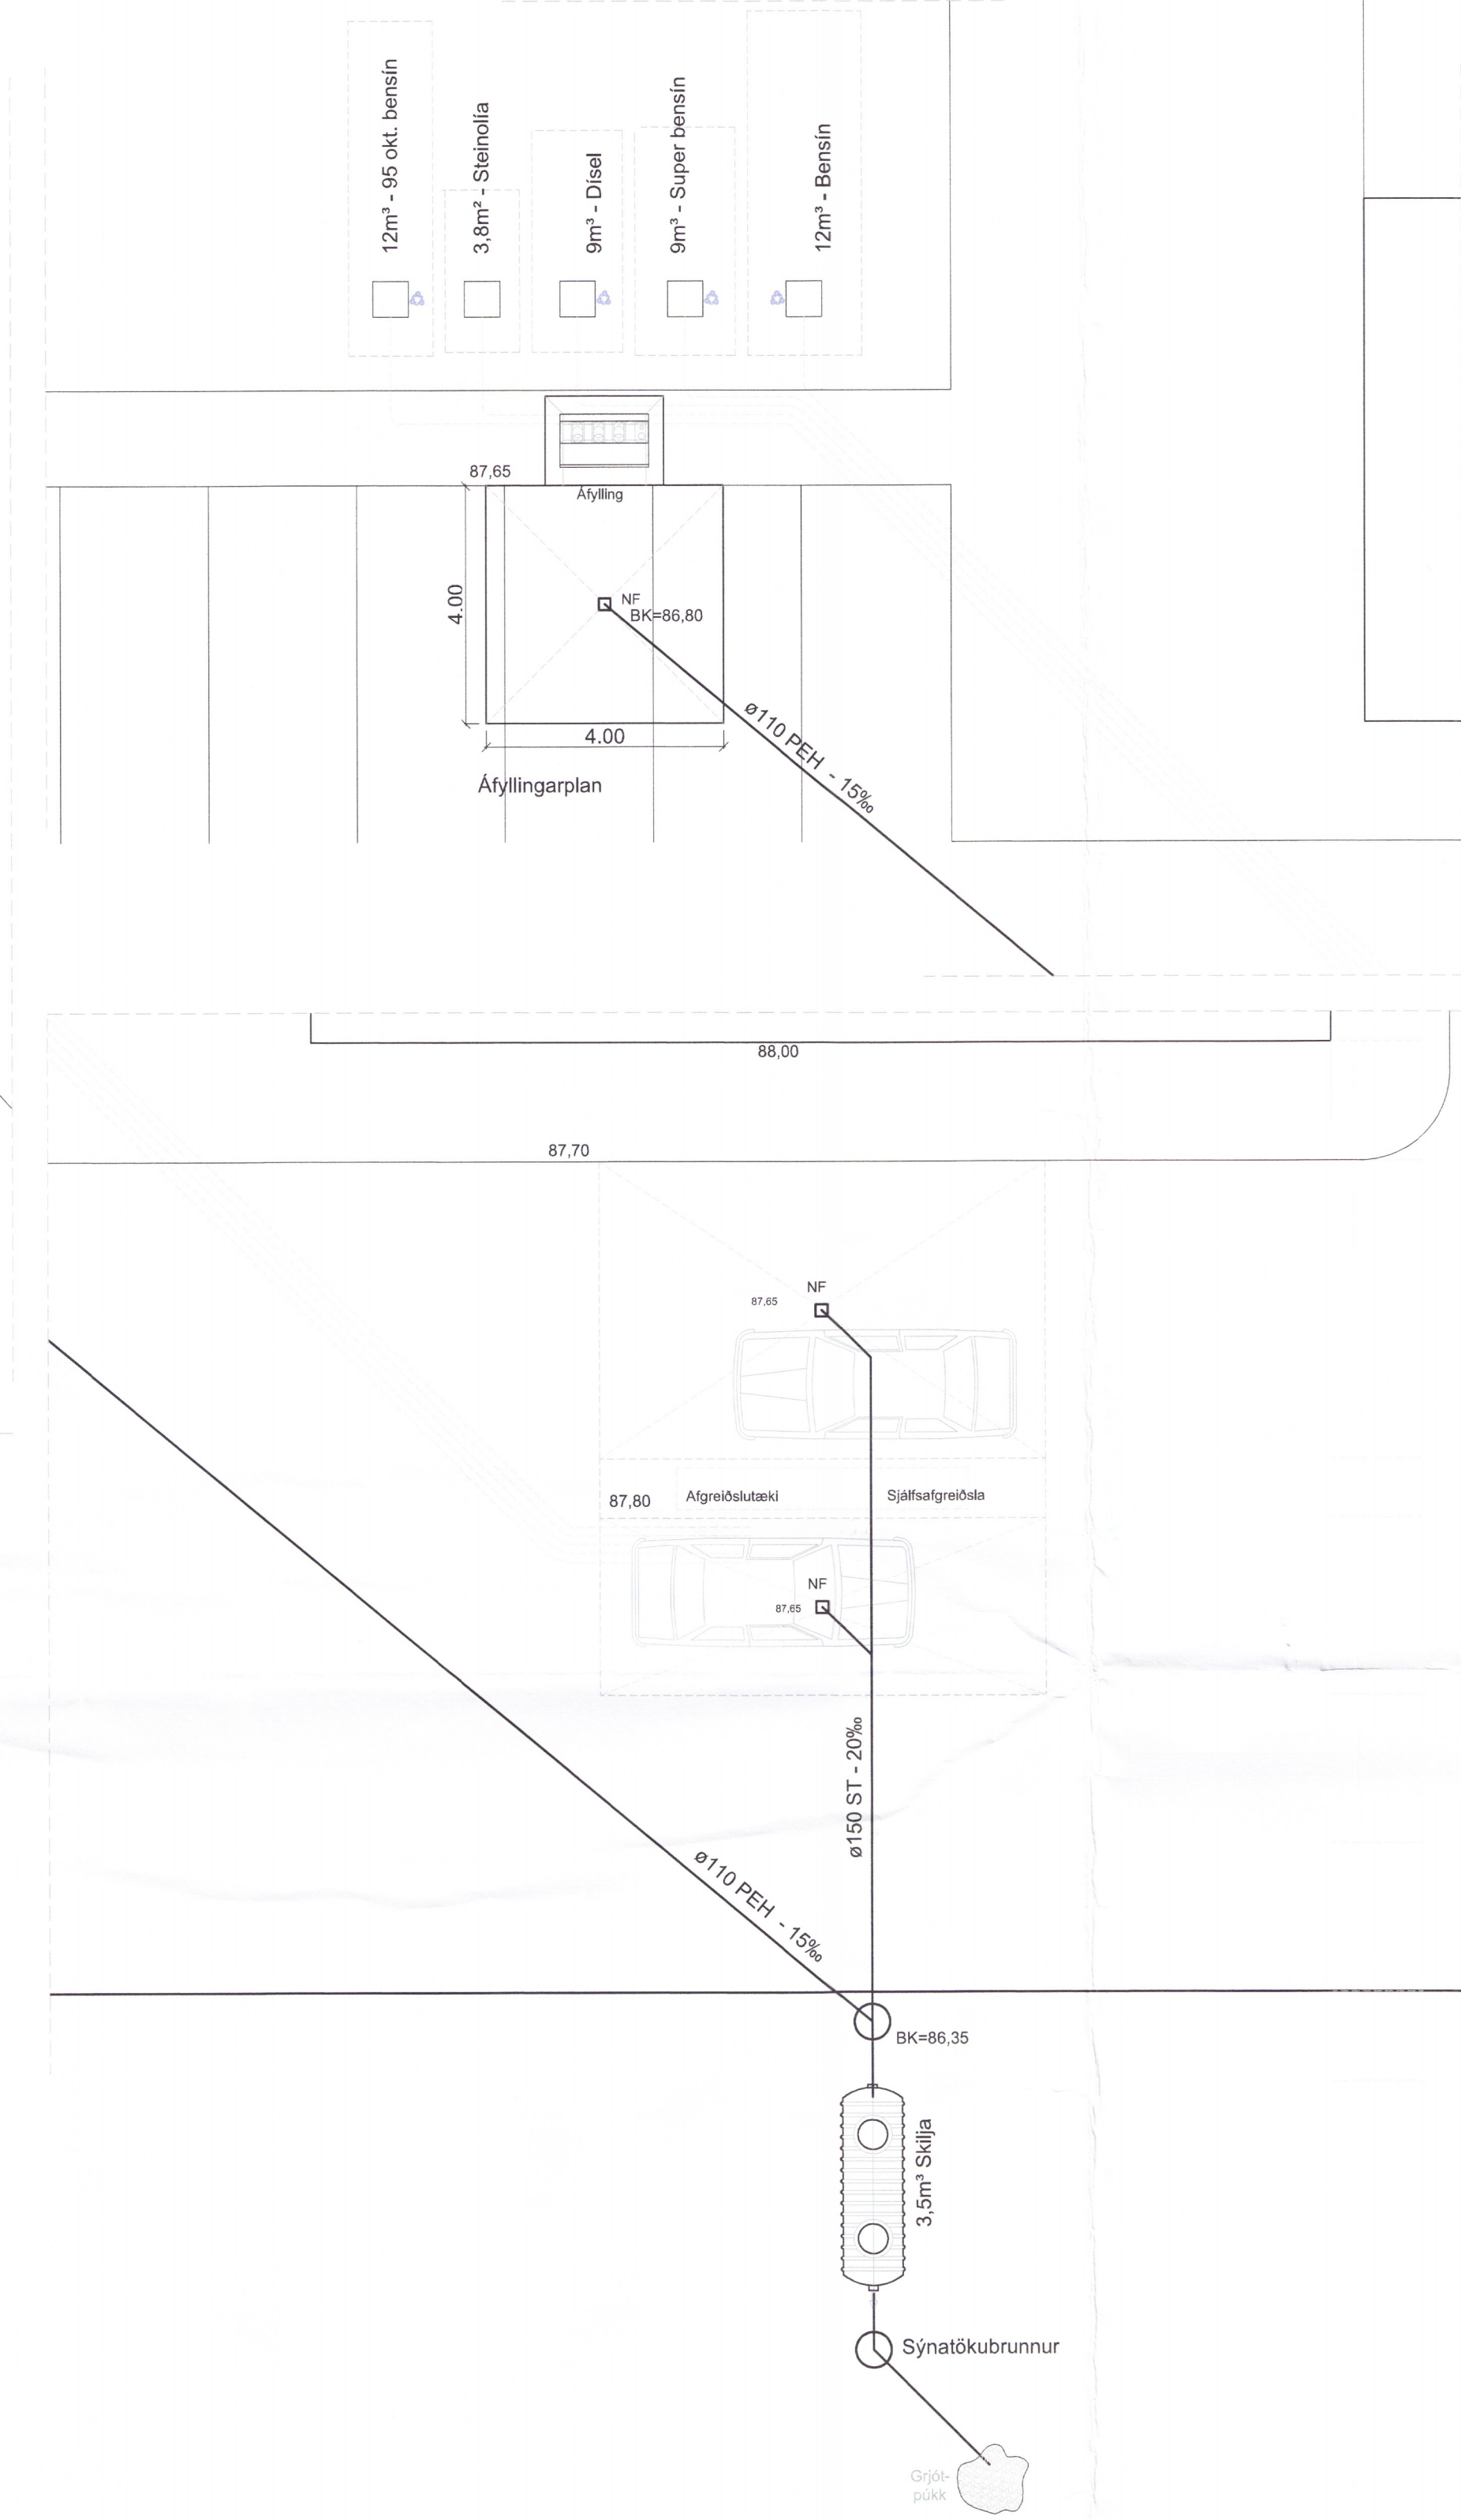 12m³ - 95 okt. bensín
3,8m² - Steinolía
9m³ - Dísel
9m³ - Super bensín
12m³ - Bensín
87,65
Áfylling
4.00
NF
BK=86,80
4.00
Áfyllingarplan
ø110 PEH - 15‰
88,00
87,70
NF
87,65
87,80
Afgreiðslutæki
Sjálfsafgreiðsla
NF
87,65
ø150 ST - 20‰
ø110 PEH - 15‰
BK=86,35
3,5m³ Skilja
Sýnatökubrunnur
Grjót-
púkk